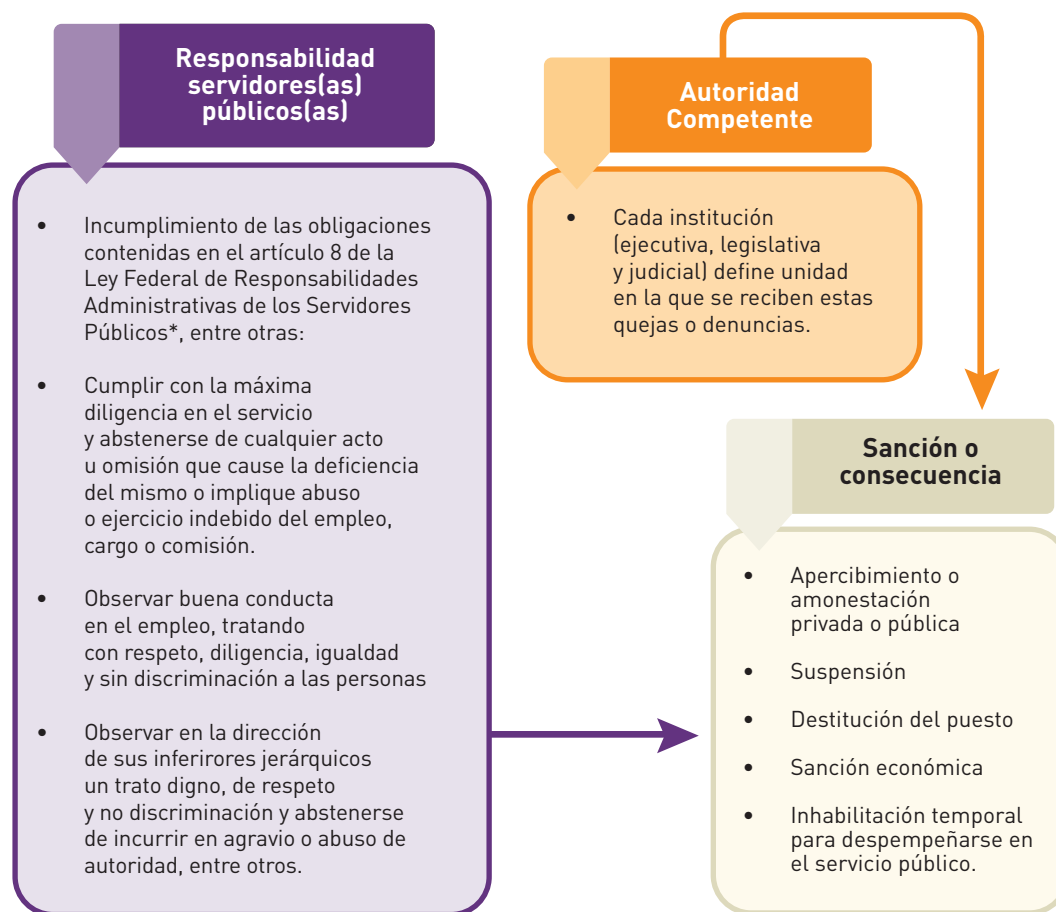 Responsabilidad
servidores(as)
públicos(as)
• Incumplimiento de las obligaciones
contenidas en el artículo 8 de la
Ley Federal de Responsabilidades
Administrativas de los Servidores
Públicos*, entre otras:
• Cumplir con la máxima
diligencia en el servicio
y abstenerse de cualquier acto
u omisión que cause la deficiencia
del mismo o implique abuso
o ejercicio indebido del empleo,
cargo o comisión.
• Observar buena conducta
en el empleo, tratando
con respeto, diligencia, igualdad
y sin discriminación a las personas
• Observar en la dirección
de sus inferirores jerárquicos
un trato digno, de respeto
y no discriminación y abstenerse
de incurrir en agravio o abuso de
autoridad, entre otros.
Autoridad
Competente
• Cada institución
(ejecutiva, legislativa
y judicial) define unidad
en la que se reciben estas
quejas o denuncias.
Sanción o
consecuencia
• Apercibimiento o
amonestación
privada o pública
• Suspensión
• Destitución del puesto
• Sanción económica
• Inhabilitación temporal
para despempeñarse en
el servicio público.